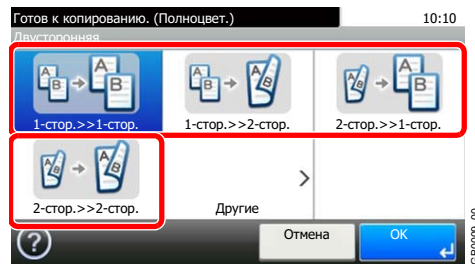 Готов к копированию. (Полноцвет.) 10:10
Двусторонняя
1-стор.>>1-стор. 1-стор.>>2-стор. 2-стор.>>1-стор.
2-стор.>>2-стор. Другие
Отмена OK